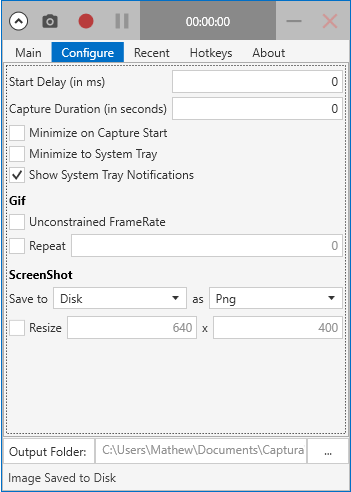 00:00:00
Main Configure Recent Hotkeys About
Start Delay (in ms) 0
Capture Duration (in seconds) 0
Minimize on Capture Start
Minimize to System Tray
Show System Tray Notifications
Gif
Unconstrained FrameRate
Repeat 0
ScreenShot
Save to Disk as Png
Resize 640 x 400
Output Folder: C:\Users\Mathew\Documents\Captura ...
Image Saved to Disk